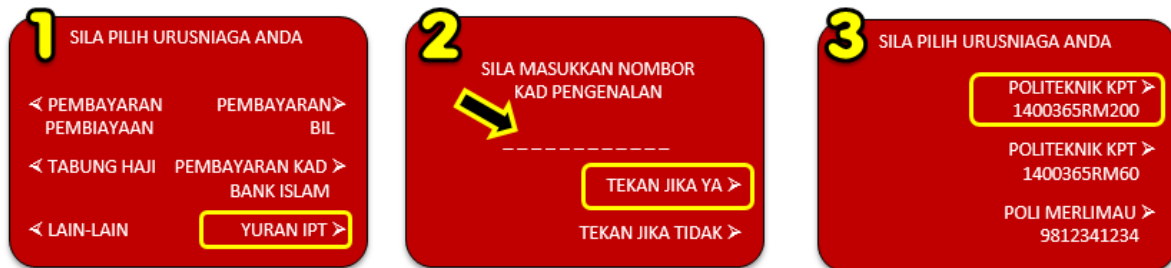 1
SILA PILIH URUSNIAGA ANDA
⮜ PEMBAYARAN PEMBIAYAAN
PEMBAYARAN⮞ BIL
⮜ TABUNG HAJI
PEMBAYARAN KAD ⮞ BANK ISLAM
⮜ LAIN-LAIN
YURAN IPT ⮞
2
SILA MASUKKAN NOMBOR
KAD PENGENALAN
_ _ _ _ _ _ _ _ _ _ _ _
TEKAN JIKA YA ⮞
TEKAN JIKA TIDAK ⮞
3
SILA PILIH URUSNIAGA ANDA
POLITEKNIK KPT ⮞
1400365RM200
POLITEKNIK KPT ⮞
1400365RM60
POLI MERLIMAU ⮞
9812341234